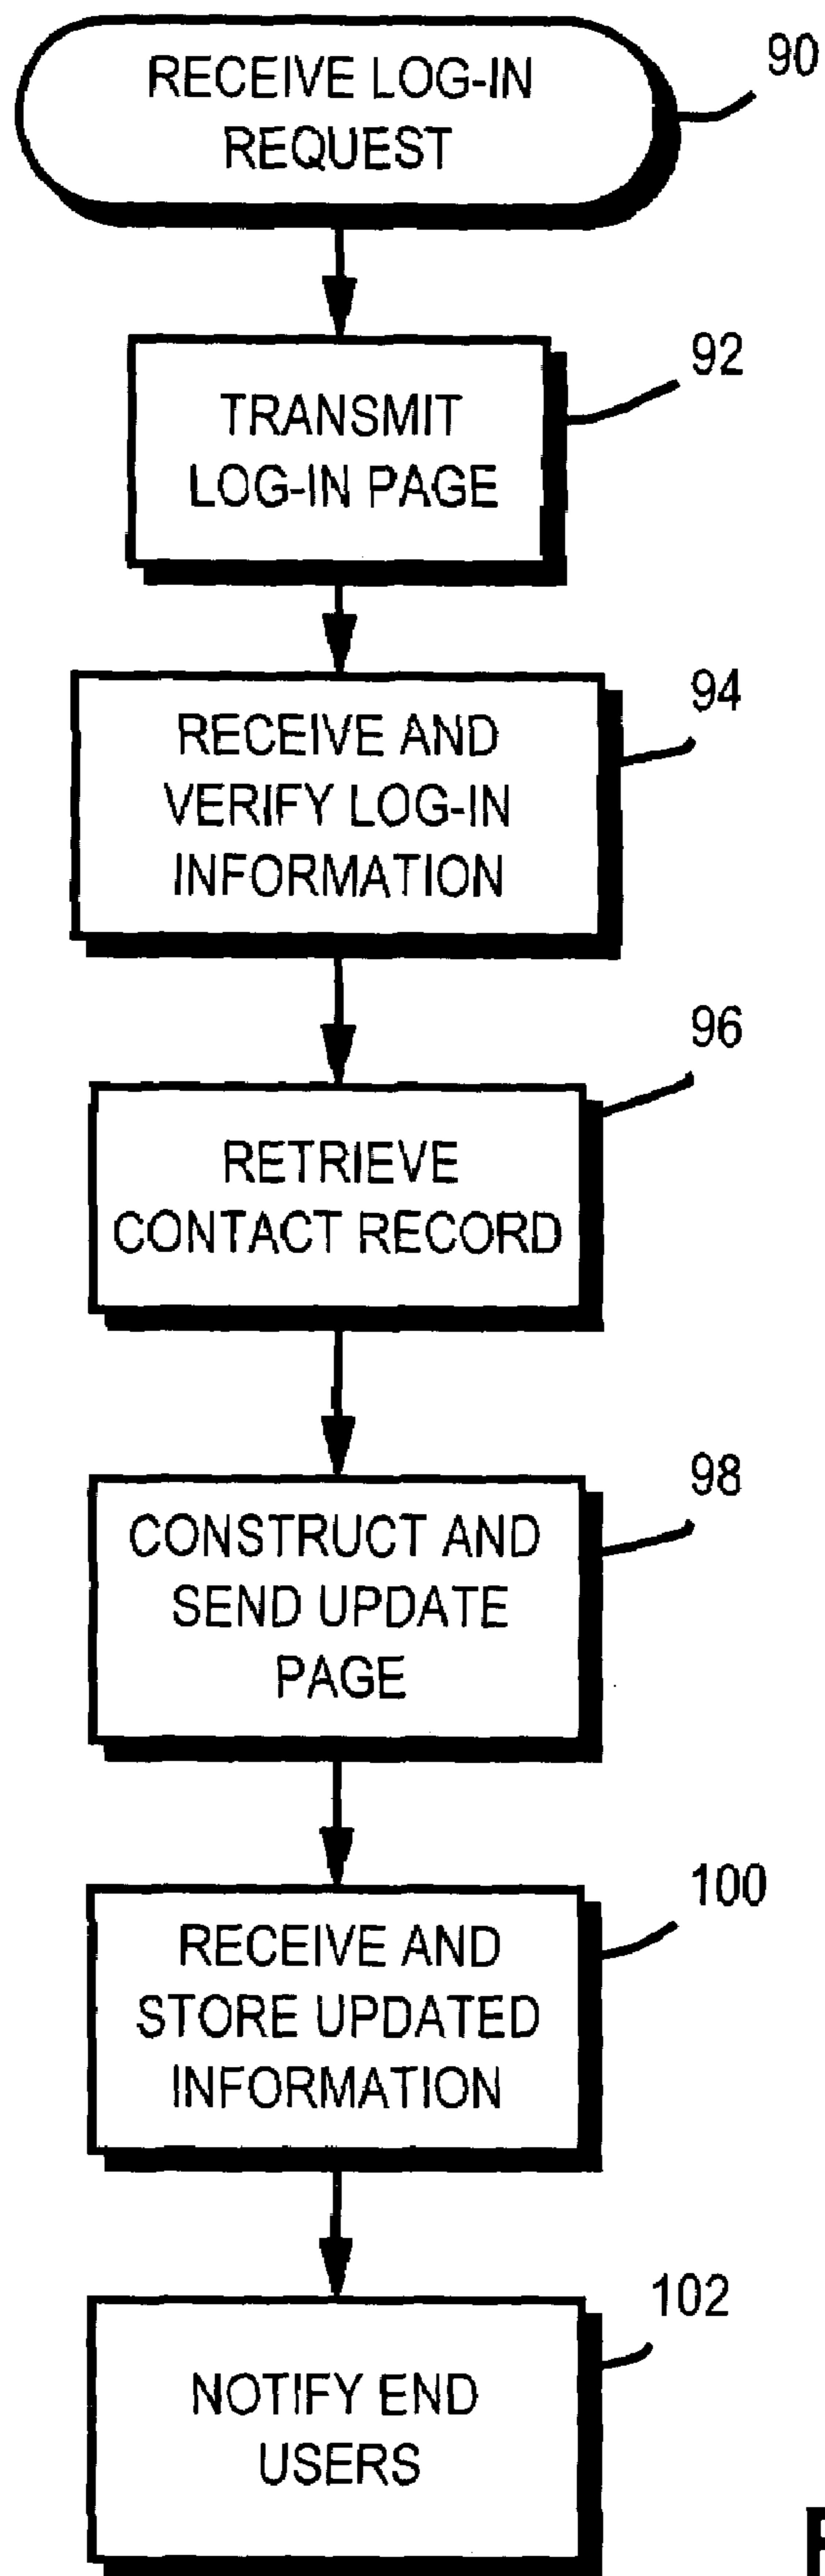 RECEIVE LOG-IN
REQUEST
90
TRANSMIT
LOG-IN PAGE
92
RECEIVE AND
VERIFY LOG-IN
INFORMATION
94
RETRIEVE
CONTACT RECORD
96
CONSTRUCT AND
SEND UPDATE
PAGE
98
RECEIVE AND
STORE UPDATED
INFORMATION
100
NOTIFY END
USERS
102